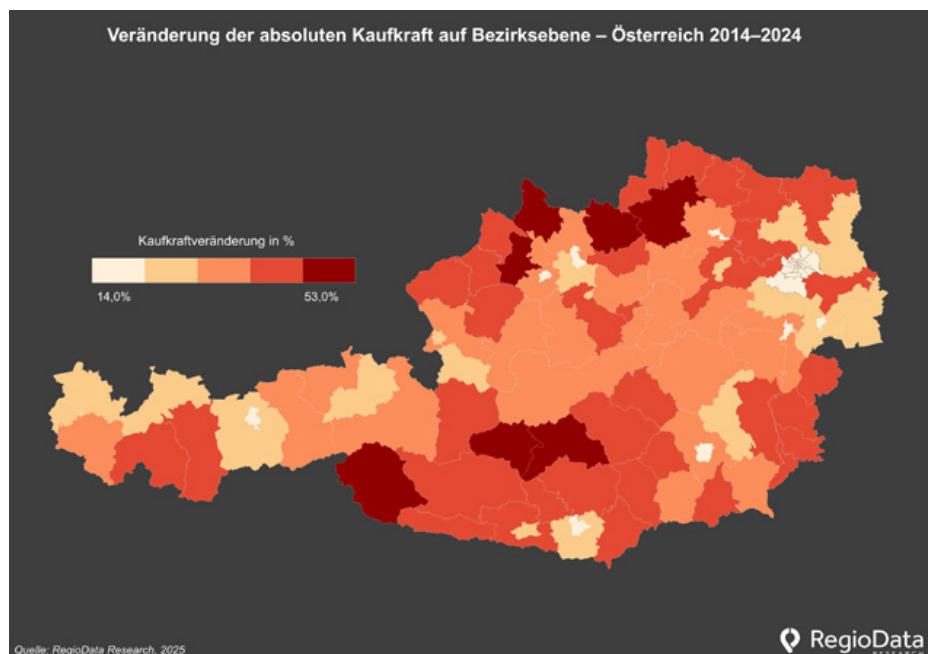 Veränderung der absoluten Kaufkraft auf Bezirksebene – Österreich 2014–2024
Kaufkraftveränderung in %
14,0% 53,0%
Quelle: RegioData Research, 2025
RegioData
RESEARCH